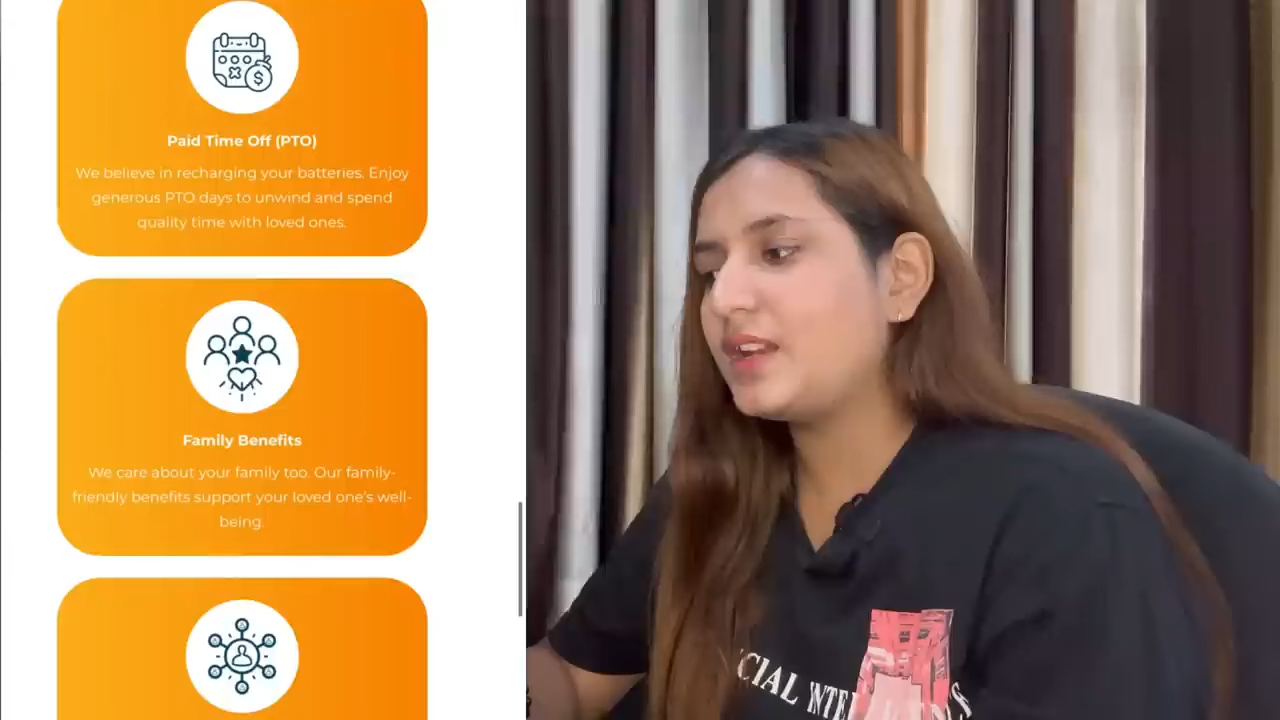 Paid Time Off (PTO)
We believe in recharging your batteries. Enjoy
generous PTO days to unwind and spend
quality time with loved ones.
Family Benefits
We care about your family too. Our family-
friendly benefits support your loved one's well-
being.